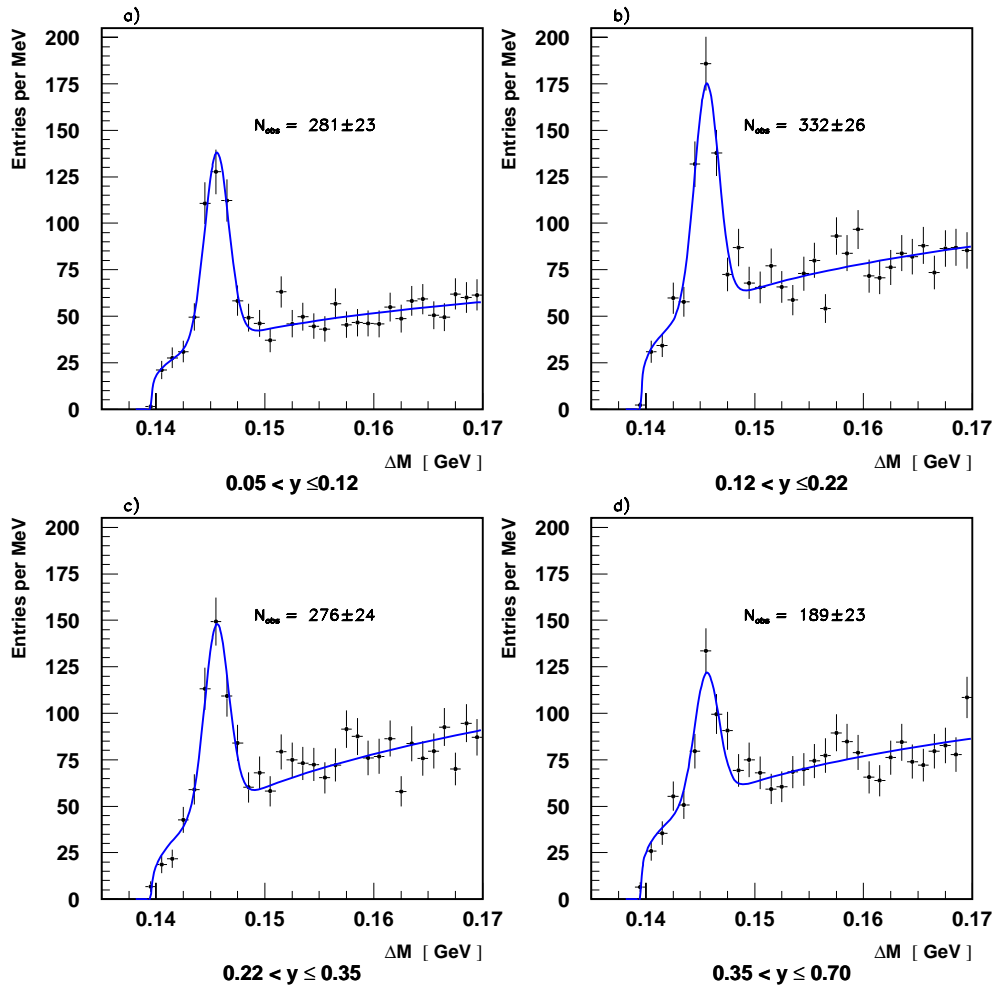 a)
Entries per MeV
200
175
150
125
100
75
50
25
0
N_obs = 281±23
0.14 0.15 0.16 0.17
ΔM [ GeV ]
0.05 < y ≤0.12
b)
Entries per MeV
200
175
150
125
100
75
50
25
0
N_obs = 332±26
0.14 0.15 0.16 0.17
ΔM [ GeV ]
0.12 < y ≤0.22
c)
Entries per MeV
200
175
150
125
100
75
50
25
0
N_obs = 276±24
0.14 0.15 0.16 0.17
ΔM [ GeV ]
0.22 < y ≤ 0.35
d)
Entries per MeV
200
175
150
125
100
75
50
25
0
N_obs = 189±23
0.14 0.15 0.16 0.17
ΔM [ GeV ]
0.35 < y ≤ 0.70